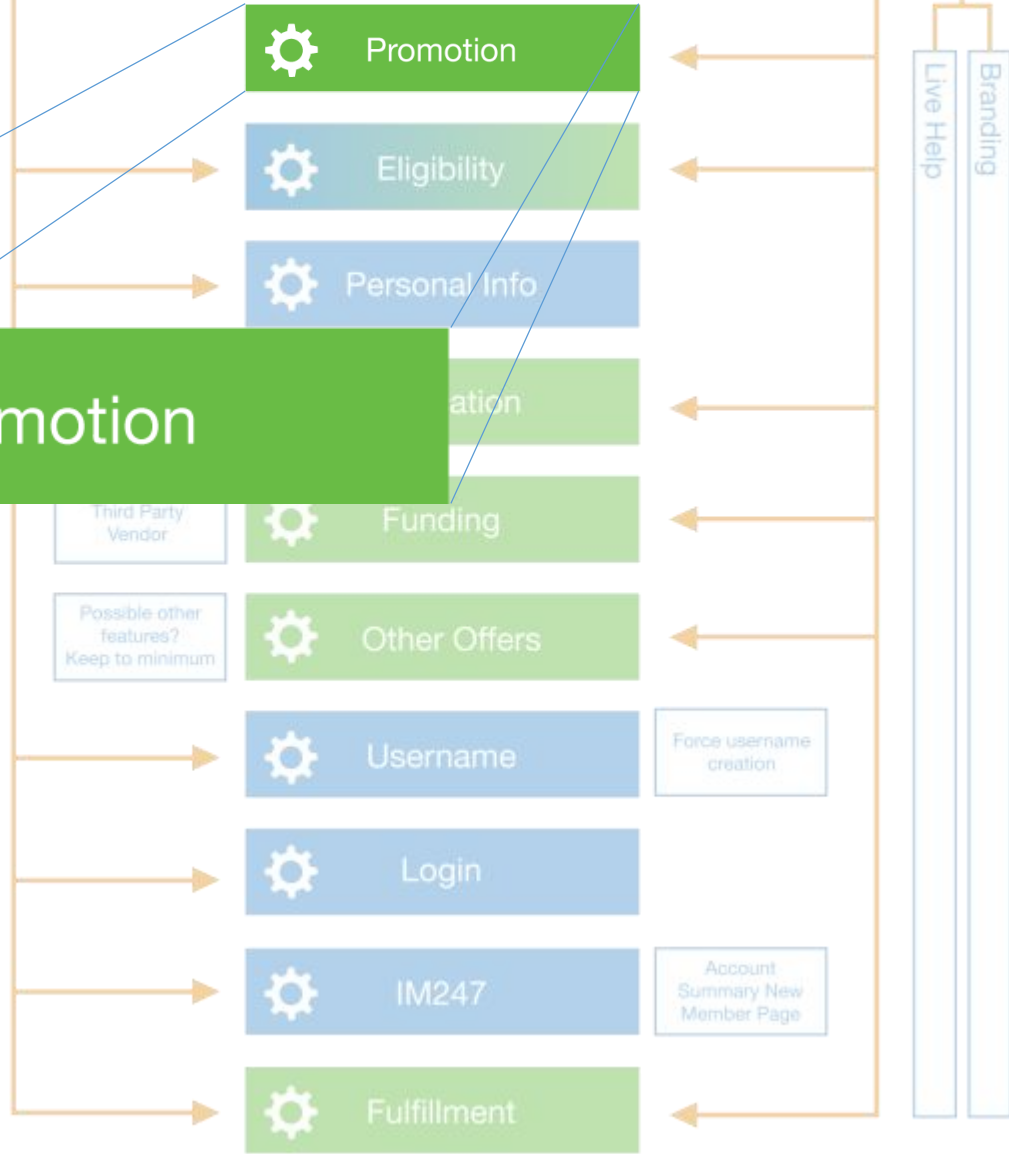 Promotion
Eligibility
Personal Info
motion
ation
Third Party
Vendor
Funding
Possible other
features?
Keep to minimum
Other Offers
Username
Force username
creation
Login
IM247
Account
Summary New
Member Page
Fulfillment
Live Help
Branding